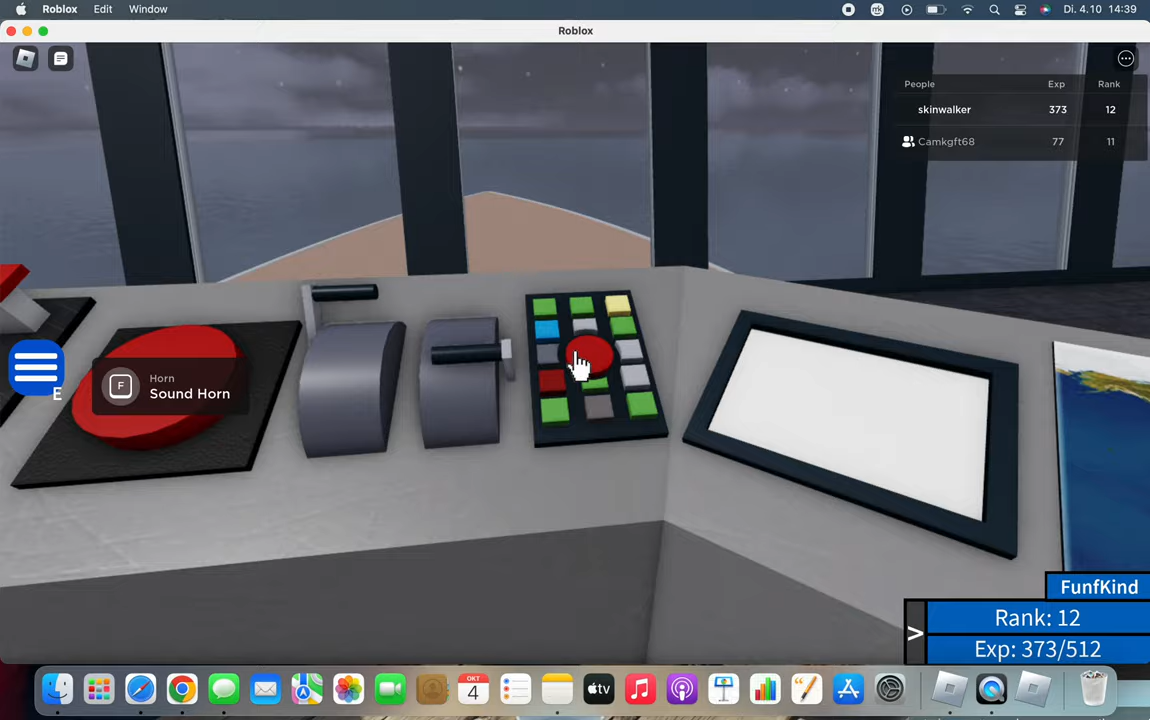 Roblox Edit Window Di. 4.10 14:39
Roblox
People Exp Rank
skinwalker 373 12
Camkgft68 77 11
E
F Horn
Sound Horn
FunfKind
> Rank: 12
Exp: 373/512
OKT
4
tv